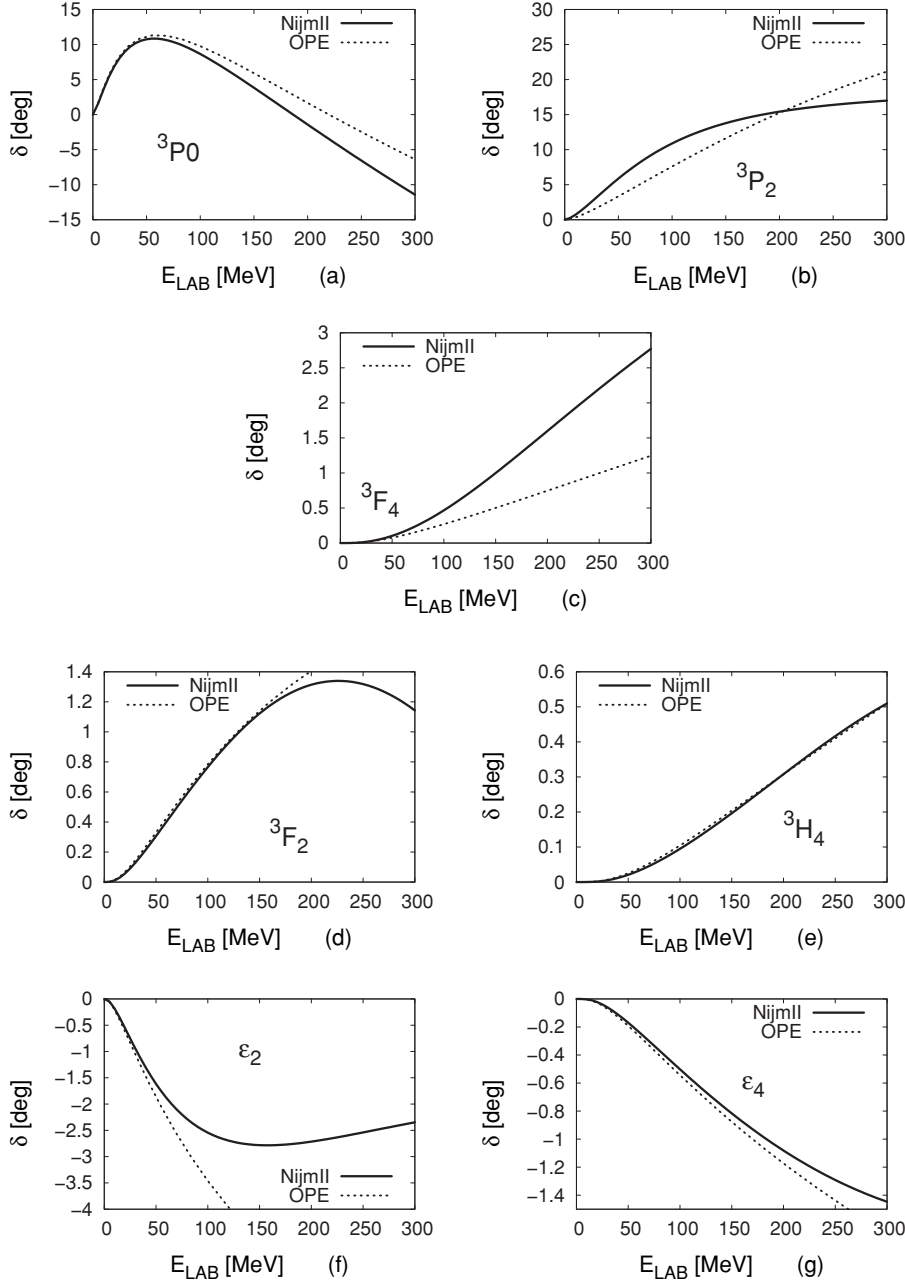 NijmII
OPE
δ [deg]
15
10
5
0
−5
−10
−15
³P0
0 50 100 150 200 250 300
E_LAB [MeV] (a)
NijmII
OPE
δ [deg]
30
25
20
15
10
5
0
³P₂
0 50 100 150 200 250 300
E_LAB [MeV] (b)
NijmII
OPE
δ [deg]
3
2.5
2
1.5
1
0.5
0
³F₄
0 50 100 150 200 250 300
E_LAB [MeV] (c)
NijmII
OPE
δ [deg]
1.4
1.2
1
0.8
0.6
0.4
0.2
0
³F₂
0 50 100 150 200 250 300
E_LAB [MeV] (d)
NijmII
OPE
δ [deg]
0.6
0.5
0.4
0.3
0.2
0.1
0
³H₄
0 50 100 150 200 250 300
E_LAB [MeV] (e)
δ [deg]
0
−0.5
−1
−1.5
−2
−2.5
−3
−3.5
−4
ε₂
NijmII
OPE
0 50 100 150 200 250 300
E_LAB [MeV] (f)
NijmII
OPE
δ [deg]
0
−0.2
−0.4
−0.6
−0.8
−1
−1.2
−1.4
ε₄
0 50 100 150 200 250 300
E_LAB [MeV] (g)